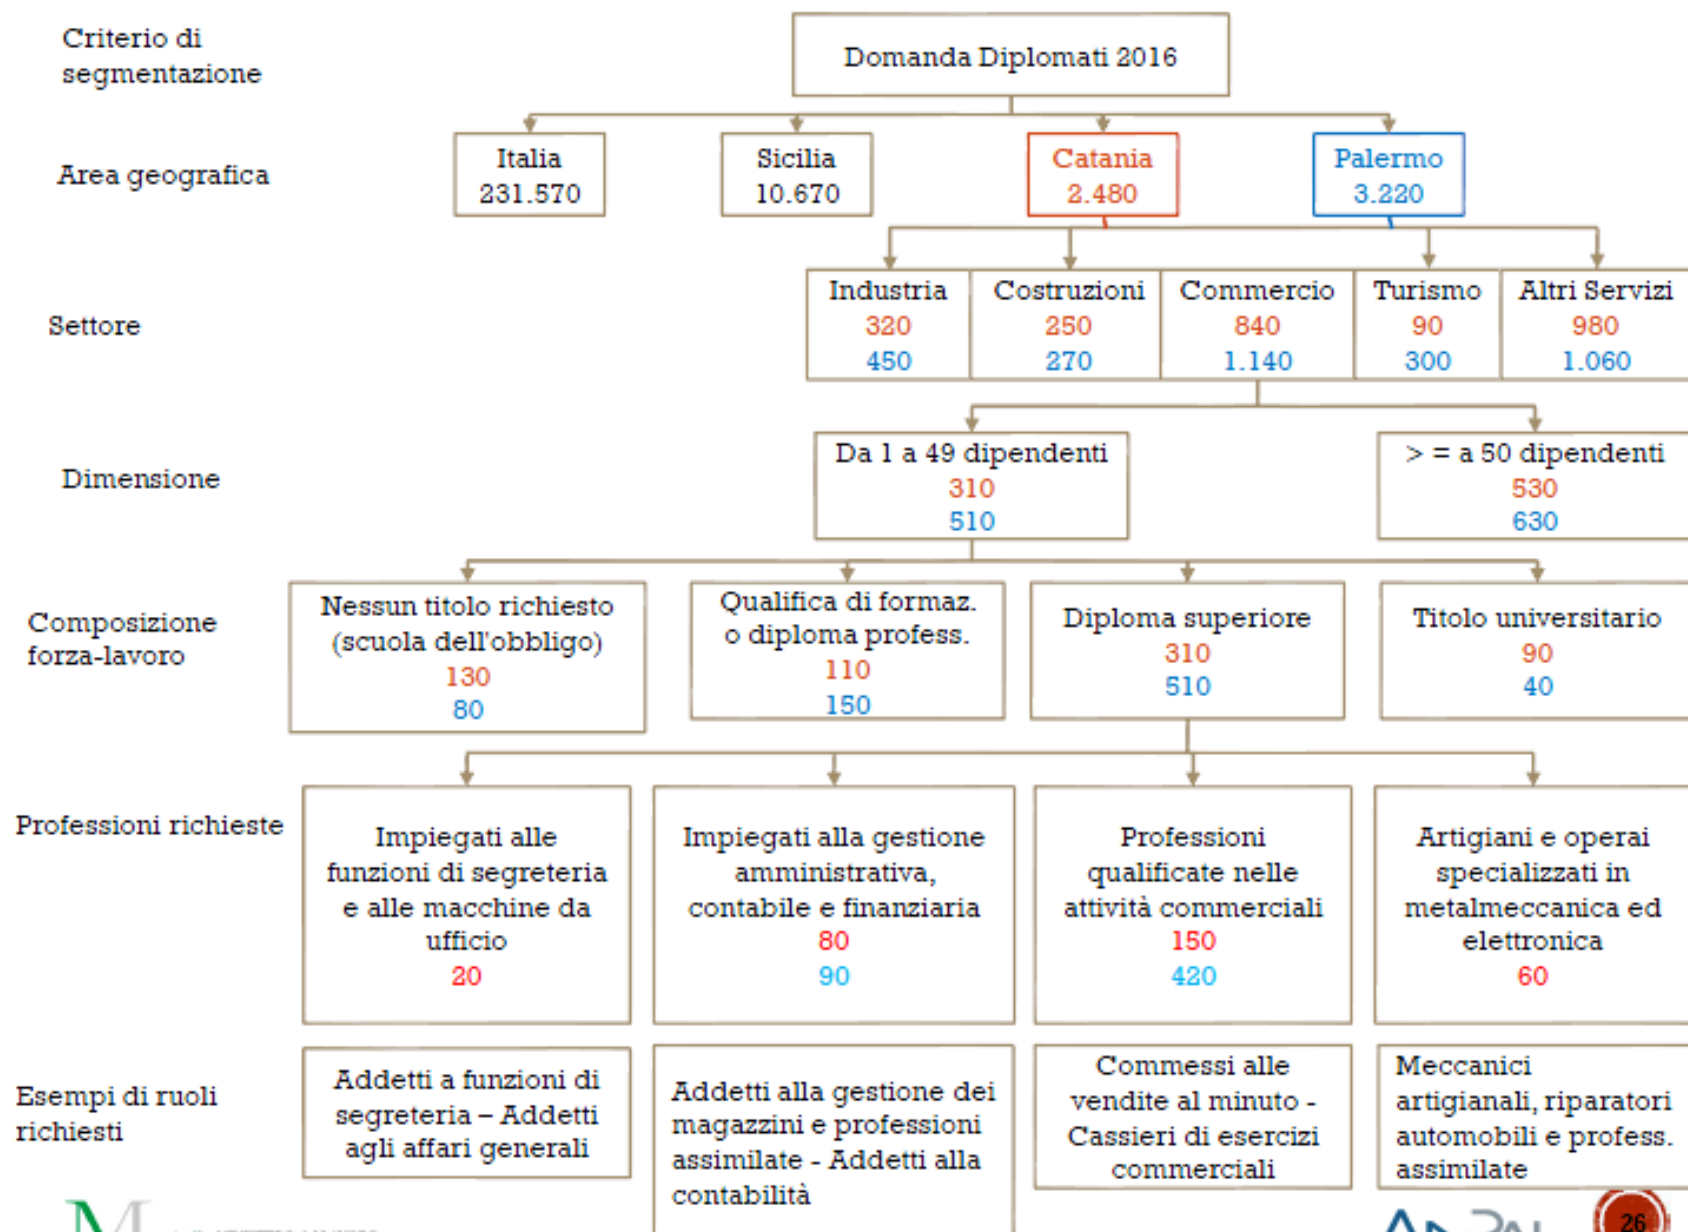 Criterio di
segmentazione
Domanda Diplomati 2016
Area geografica
Italia
231.570
Sicilia
10.670
Catania
2.480
Palermo
3.220
Settore
Industria
320
450
Costruzioni
250
270
Commercio
840
1.140
Turismo
90
300
Altri Servizi
980
1.060
Dimensione
Da 1 a 49 dipendenti
310
510
> = a 50 dipendenti
530
630
Composizione
forza-lavoro
Nessun titolo richiesto
(scuola dell'obbligo)
130
80
Qualifica di formaz.
o diploma profess.
110
150
Diploma superiore
310
510
Titolo universitario
90
40
Professioni richieste
Impiegati alle
funzioni di segreteria
e alle macchine da
ufficio
20
Impiegati alla gestione
amministrativa,
contabile e finanziaria
80
90
Professioni
qualificate nelle
attività commerciali
150
420
Artigiani e operai
specializzati in
metalmeccanica ed
elettronica
60
Esempi di ruoli
richiesti
Addetti a funzioni di
segreteria – Addetti
agli affari generali
Addetti alla gestione dei
magazzini e professioni
assimilate - Addetti alla
contabilità
Commessi alle
vendite al minuto -
Cassieri di esercizi
commerciali
Meccanici
artigianali, riparatori
automobili e profess.
assimilate
26